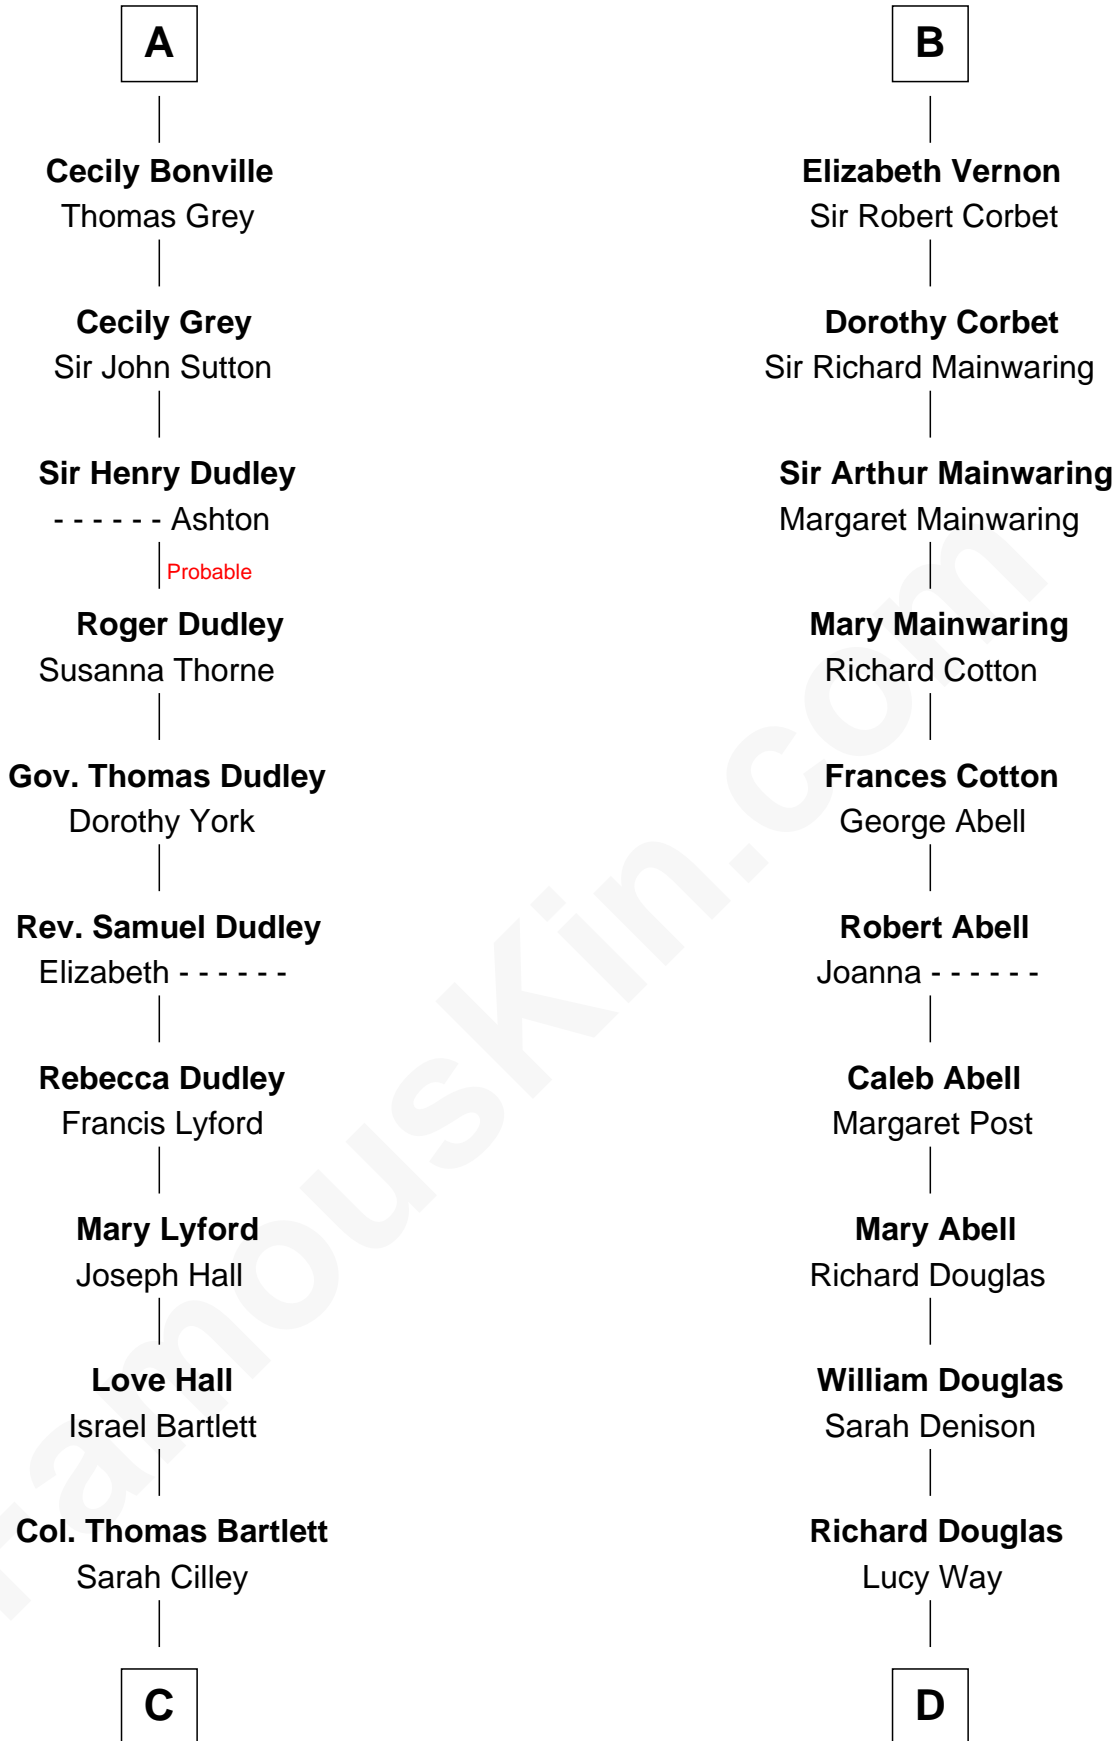 A
Cecily Bonville
Thomas Grey
Cecily Grey
Sir John Sutton
Sir Henry Dudley
- - - - - - Ashton
Probable
Roger Dudley
Susanna Thorne
Gov. Thomas Dudley
Dorothy York
Rev. Samuel Dudley
Elizabeth - - - - - -
Rebecca Dudley
Francis Lyford
Mary Lyford
Joseph Hall
Love Hall
Israel Bartlett
Col. Thomas Bartlett
Sarah Cilley
C
B
Elizabeth Vernon
Sir Robert Corbet
Dorothy Corbet
Sir Richard Mainwaring
Sir Arthur Mainwaring
Margaret Mainwaring
Mary Mainwaring
Richard Cotton
Frances Cotton
George Abell
Robert Abell
Joanna - - - - - -
Caleb Abell
Margaret Post
Mary Abell
Richard Douglas
William Douglas
Sarah Denison
Richard Douglas
Lucy Way
D
FamousKin.com